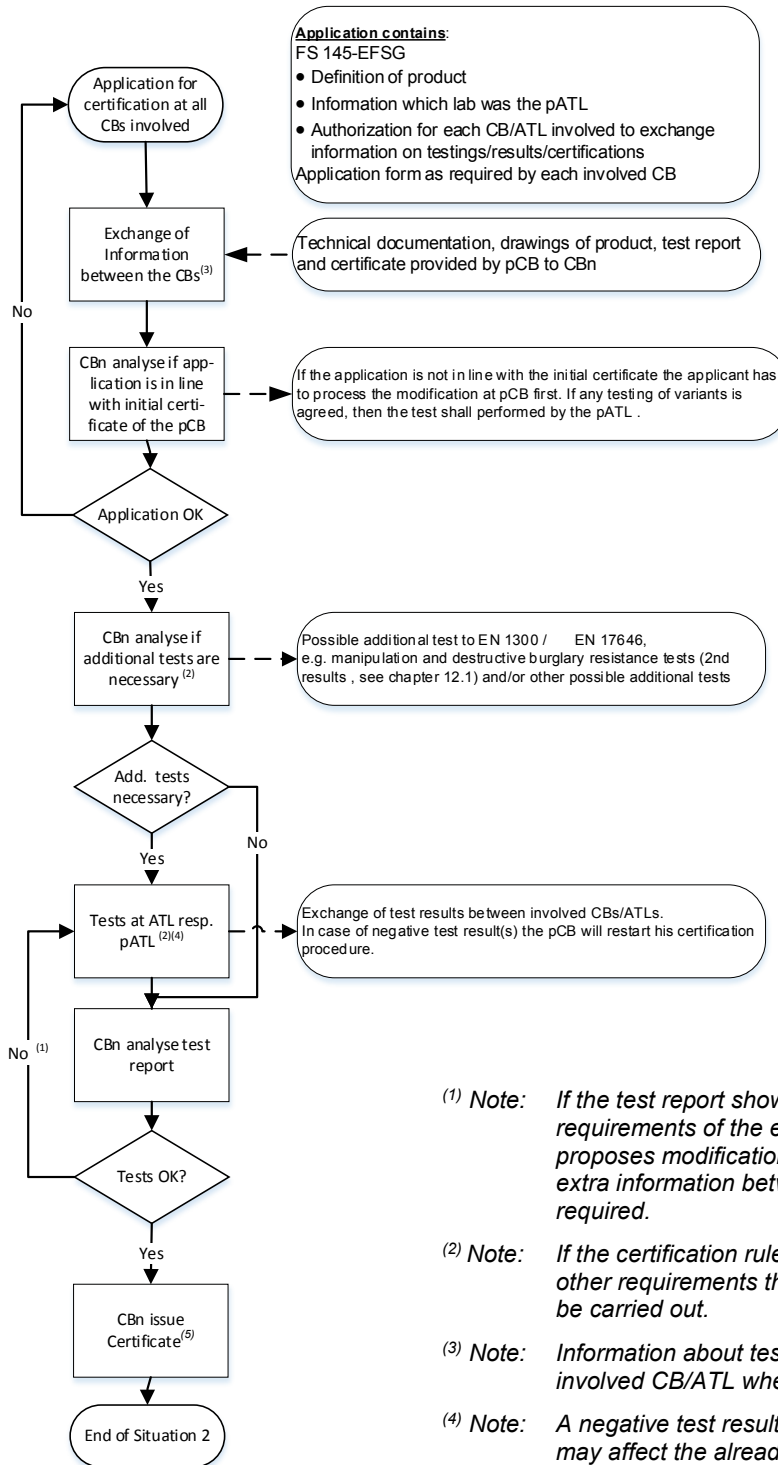 Application for
certification at all
CBs involved
Application contains:
FS 145-EFSG
• Definition of product
• Information which lab was the pATL
• Authorization for each CB/ATL involved to exchange
information on testings/results/certifications
Application form as required by each involved CB
Exchange of
Information
between the CBs(3)
Technical documentation, drawings of product, test report
and certificate provided by pCB to CBn
No
CBn analyse if ap-
plication is in line
with initial certi-
ficate of the pCB
If the application is not in line with the initial certificate the applicant has
to process the modification at pCB first. If any testing of variants is
agreed, then the test shall performed by the pATL .
Application OK
Yes
CBn analyse if
additional tests are
necessary (2)
Possible additional test to EN 1300 / EN 17646,
e.g. manipulation and destructive burglary resistance tests (2nd
results , see chapter 12.1) and/or other possible additional tests
Add. tests
necessary?
No
Yes
Tests at ATL resp.
pATL (2)(4)
Exchange of test results between involved CBs/ATLs.
In case of negative test result(s) the pCB will restart his certification
procedure.
CBn analyse test
report
No (1)
Tests OK?
Yes
CBn issue
Certificate(5)
End of Situation 2
(1) Note: If the test report show
requirements of the e
proposes modification
extra information betw
required.
(2) Note: If the certification rule
other requirements th
be carried out.
(3) Note: Information about tes
involved CB/ATL whe
(4) Note: A negative test result
may affect the alread